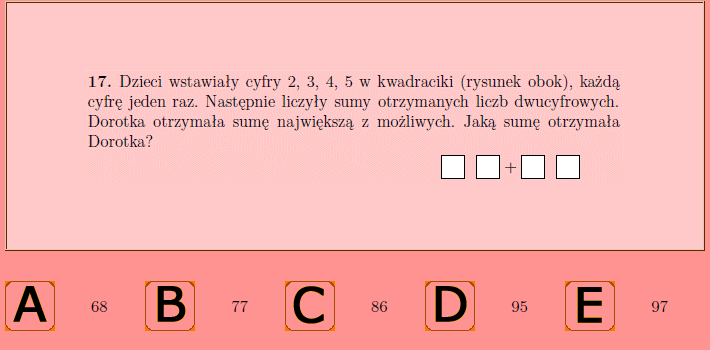 17. Dzieci wstawiały cyfry 2, 3, 4, 5 w kwadraciki (rysunek obok), każdą
cyfrę jeden raz. Następnie liczyły sumy otrzymanych liczb dwucyfrowych.
Dorotka otrzymała sumę największą z możliwych. Jaką sumę otrzymała
Dorotka?
+
A 68 B 77 C 86 D 95 E 97